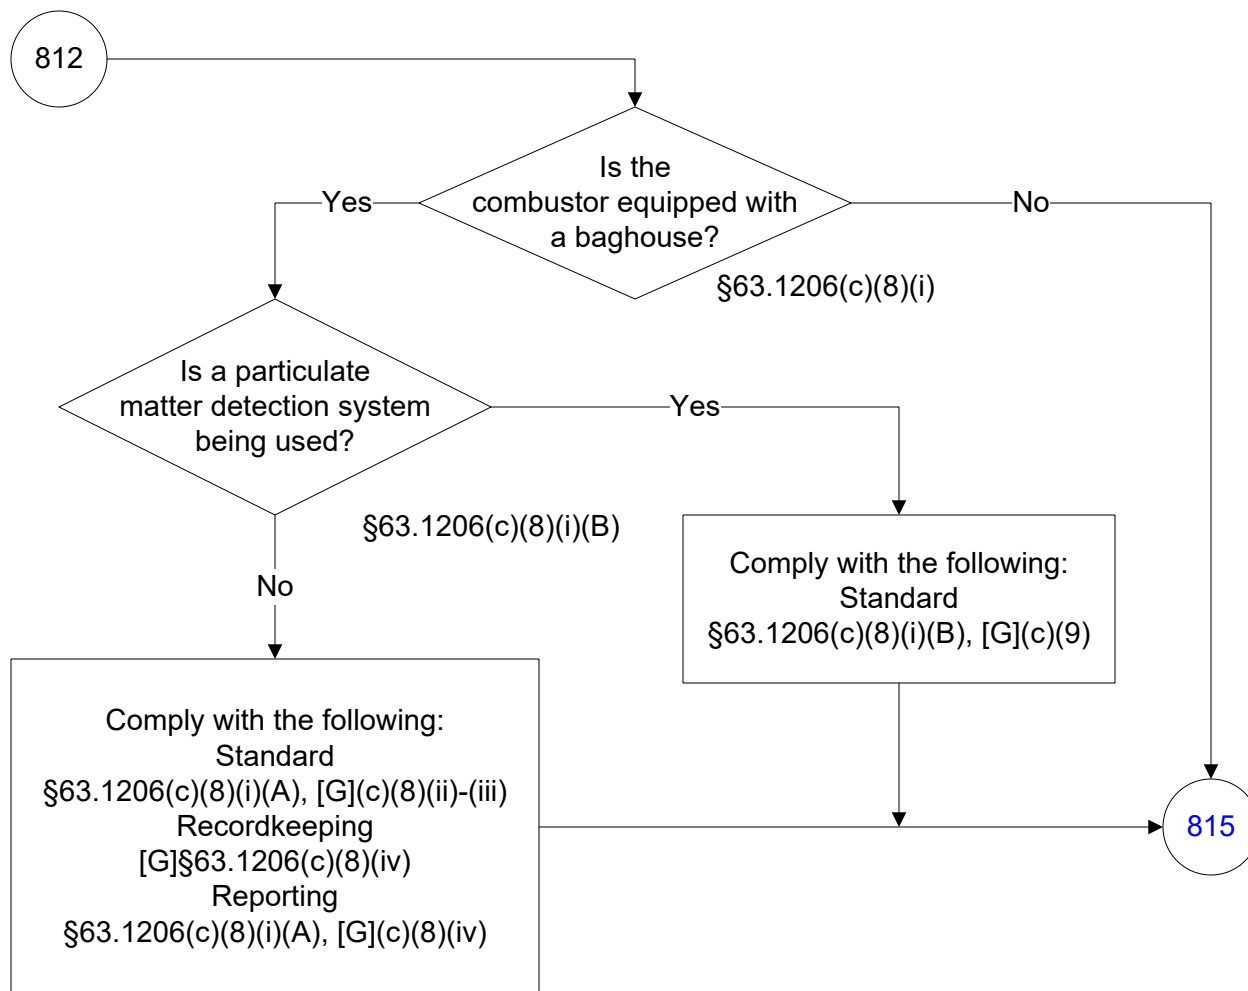 812
Is the
combustor equipped with
a baghouse?
Yes
No
§63.1206(c)(8)(i)
Is a particulate
matter detection system
being used?
Yes
§63.1206(c)(8)(i)(B)
No
Comply with the following:
Standard
§63.1206(c)(8)(i)(B), [G](c)(9)
Comply with the following:
Standard
§63.1206(c)(8)(i)(A), [G](c)(8)(ii)-(iii)
Recordkeeping
[G]§63.1206(c)(8)(iv)
Reporting
§63.1206(c)(8)(i)(A), [G](c)(8)(iv)
815